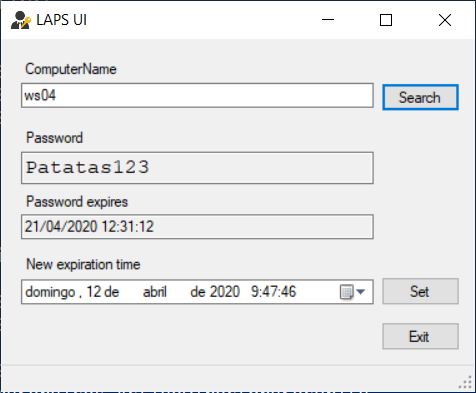 LAPS UI
ComputerName
ws04
Search
Password
Patatas123
Password expires
21/04/2020 12:31:12
New expiration time
domingo , 12 de abril de 2020 9:47:46
Set
Exit